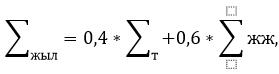 ∑жыл = 0,4 * ∑т +0,6 * ∑ жж,